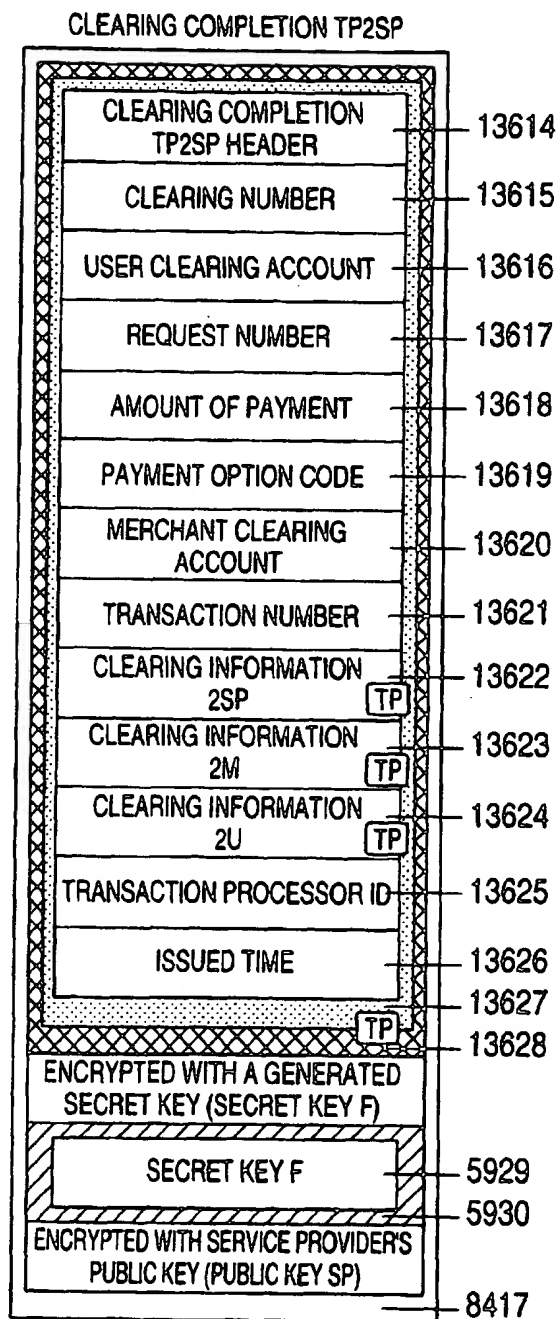 CLEARING COMPLETION TP2SP
CLEARING COMPLETION
TP2SP HEADER
13614
CLEARING NUMBER
13615
USER CLEARING ACCOUNT
13616
REQUEST NUMBER
13617
AMOUNT OF PAYMENT
13618
PAYMENT OPTION CODE
13619
MERCHANT CLEARING
ACCOUNT
13620
TRANSACTION NUMBER
13621
CLEARING INFORMATION
2SP
TP
13622
CLEARING INFORMATION
2M
TP
13623
CLEARING INFORMATION
2U
TP
13624
TRANSACTION PROCESSOR ID
13625
ISSUED TIME
13626
13627
TP
13628
ENCRYPTED WITH A GENERATED
SECRET KEY (SECRET KEY F)
SECRET KEY F
5929
5930
ENCRYPTED WITH SERVICE PROVIDER'S
PUBLIC KEY (PUBLIC KEY SP)
8417